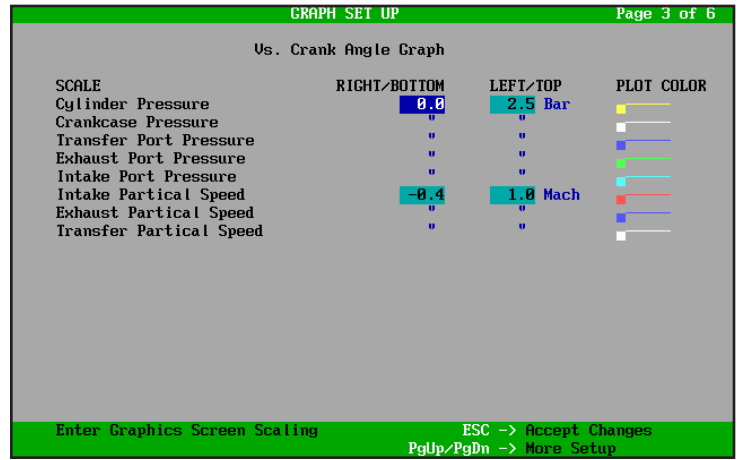 GRAPH SET UP Page 3 of 6
Vs. Crank Angle Graph
SCALE RIGHT/BOTTOM LEFT/TOP PLOT COLOR
Cylinder Pressure 0.0 2.5 Bar
Crankcase Pressure " "
Transfer Port Pressure " "
Exhaust Port Pressure " "
Intake Port Pressure " "
Intake Partical Speed -0.4 1.0 Mach
Exhaust Partical Speed " "
Transfer Partical Speed " "
Enter Graphics Screen Scaling ESC -> Accept Changes
PgUp/PgDn -> More Setup